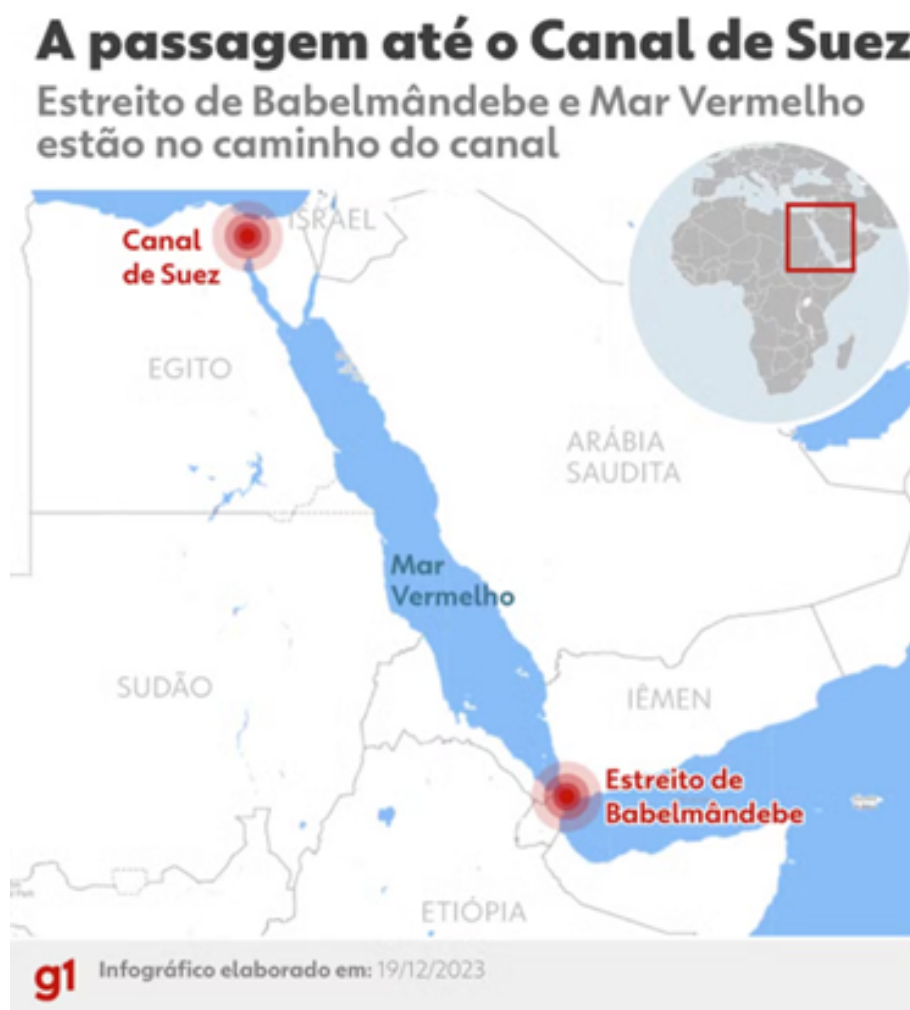 A passagem até o Canal de Suez
Estreito de Babelmândebe e Mar Vermelho
estão no caminho do canal
ISRAEL
Canal
de Suez
EGITO
ARÁBIA
SAUDITA
Mar
Vermelho
SUDÃO
IÊMEN
Estreito de
Babelmândebe
ETIÓPIA
g1
Infográfico elaborado em: 19/12/2023